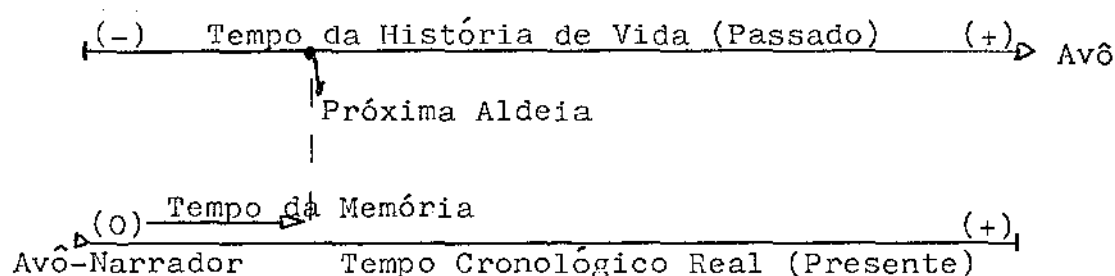 (-) Tempo da História de Vida (Passado) (+) Avô
Próxima Aldeia
(O) Tempo da Memória (+)
Avô-Narrador Tempo Cronológico Real (Presente)